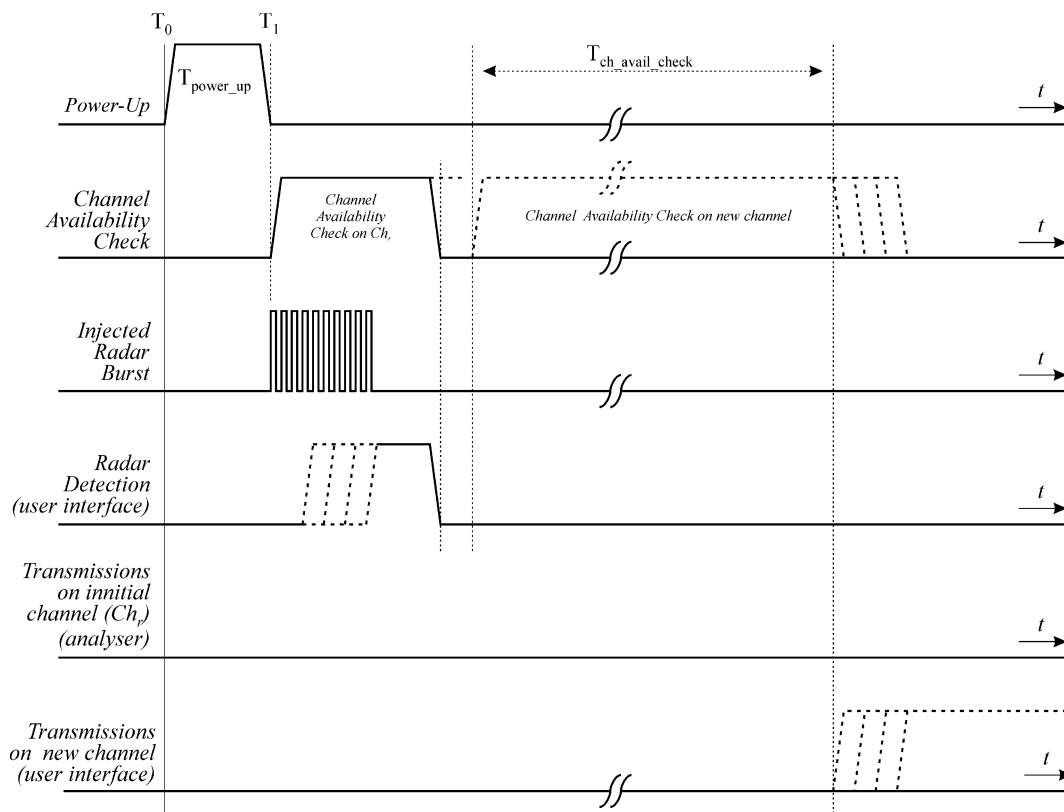 T0 T1
Tch_avail_check
Tpower_up
Power-Up
t
Channel
Availability
Check
Channel
Availability
Check on Chr
Channel Availability Check on new channel
t
Injected
Radar
Burst
t
Radar
Detection
(user interface)
t
Transmissions
on innitial
channel (Chr)
(analyser)
t
Transmissions
on new channel
(user interface)
t